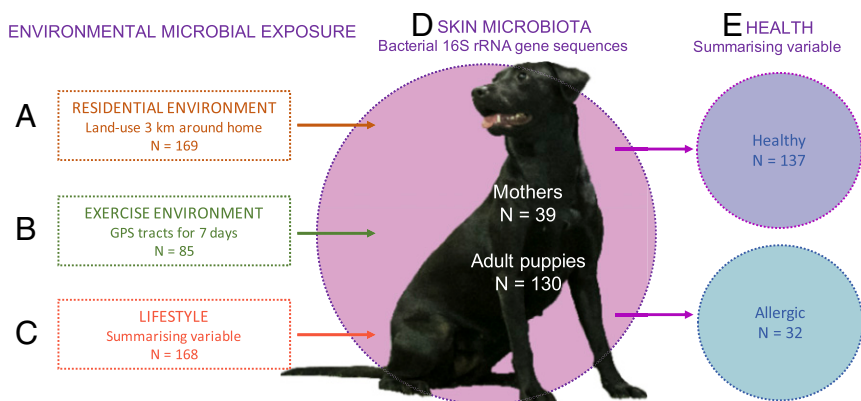 ENVIRONMENTAL MICROBIAL EXPOSURE
A
RESIDENTIAL ENVIRONMENT
Land-use 3 km around home
N = 169
B
EXERCISE ENVIRONMENT
GPS tracts for 7 days
N = 85
C
LIFESTYLE
Summarising variable
N = 168
D SKIN MICROBIOTA
Bacterial 16S rRNA gene sequences
Mothers
N = 39
Adult puppies
N = 130
E HEALTH
Summarising variable
Healthy
N = 137
Allergic
N = 32